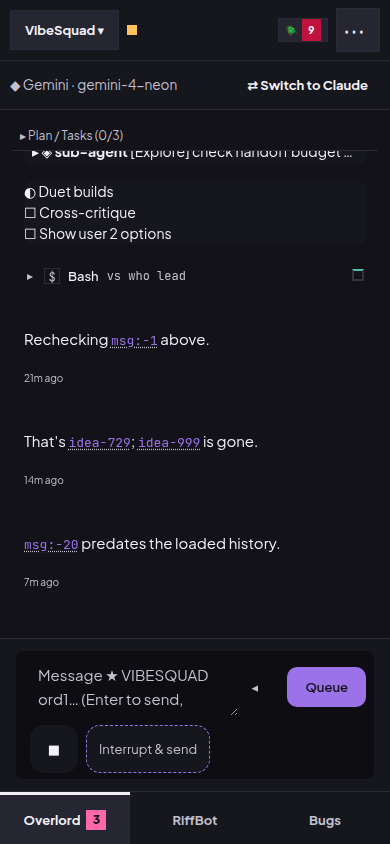 VibeSquad ▾
9
...
◆ Gemini · gemini-4-neon
⇄ Switch to Claude
▸ Plan / Tasks (0/3)
▸ ◈ sub-agent [Explore] check handoff budget ...
◐ Duet builds
☐ Cross-critique
☐ Show user 2 options
▸ $ Bash vs who lead
Rechecking msg:-1 above.
21m ago
That's idea-729; idea-999 is gone.
14m ago
msg:-20 predates the loaded history.
7m ago
Message ★ VIBESQUAD
ord1… (Enter to send,
◂
Queue
■
Interrupt & send
Overlord 3
RiffBot
Bugs